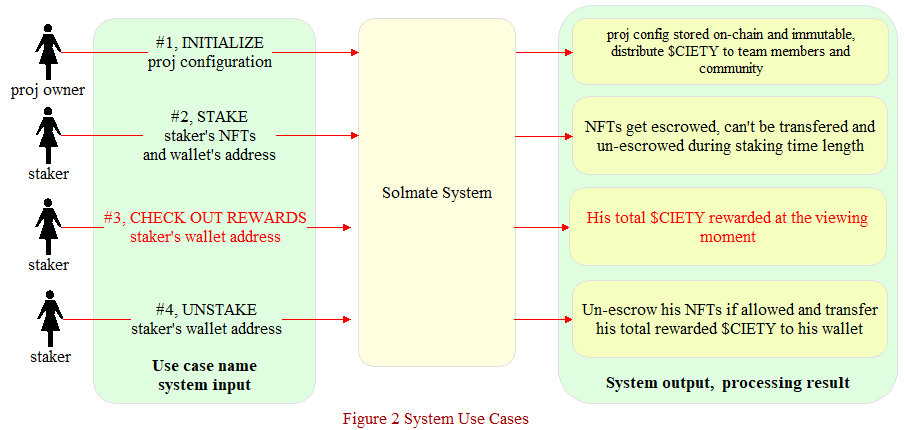 #1, INITIALIZE
proj configuration
proj owner
proj config stored on-chain and immutable,
distribute $CIETY to team members and
community
#2, STAKE
staker's NFTs
and wallet's address
staker
NFTs get escrowed, can't be transfered and
un-escrowed during staking time length
Solmate System
#3, CHECK OUT REWARDS
staker's wallet address
staker
His total $CIETY rewarded at the viewing
moment
#4, UNSTAKE
staker's wallet address
staker
Un-escrow his NFTs if allowed and transfer
his total rewarded $CIETY to his wallet
Use case name
system input
System output, processing result
Figure 2 System Use Cases